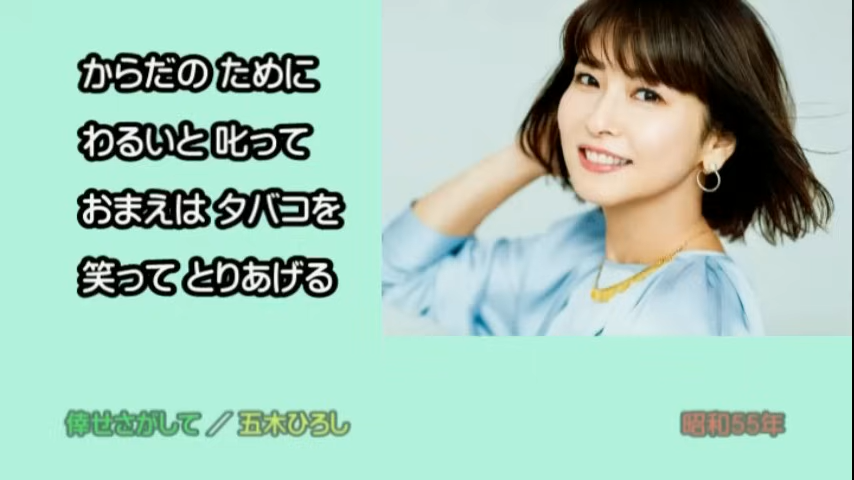 からだの ために
わるいと 叱って
おまえは タバコを
笑って とりあげる
倖せさがして ／ 五木ひろし
昭和55年